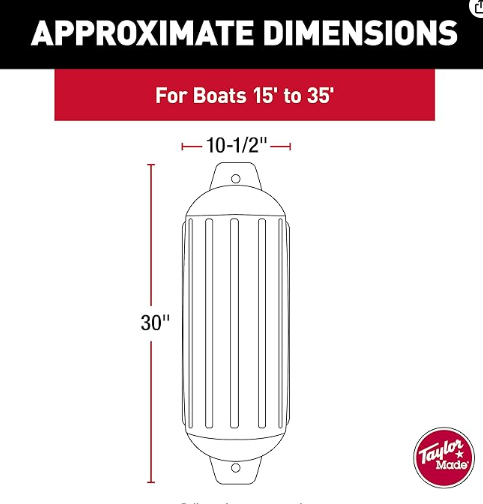 APPROXIMATE DIMENSIONS
For Boats 15' to 35'
10-1/2"
30"
Taylor
Made